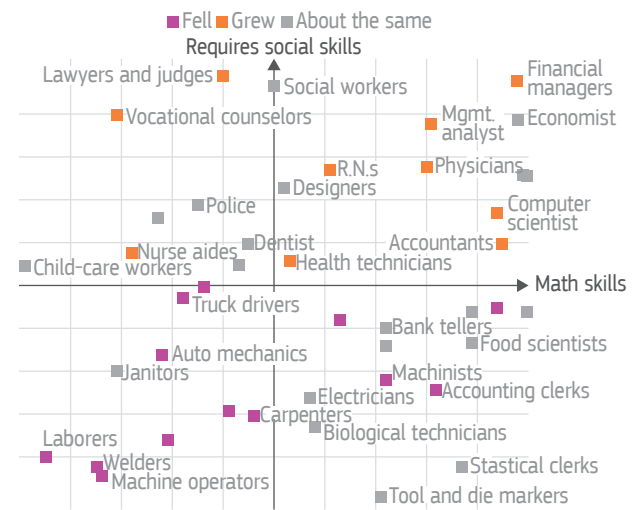 Fell Grew About the same
Requires social skills
Lawyers and judges
Social workers
Financial
managers
Vocational counselors
Mgmt.
analyst
Economist
R.N.s
Physicians
Designers
Police
Computer
scientist
Nurse aides
Dentist
Accountants
Child-care workers
Health technicians
Math skills
Truck drivers
Bank tellers
Food scientists
Auto mechanics
Janitors
Machinists
Accounting clerks
Electricians
Carpenters
Biological technicians
Laborers
Welders
Machine operators
Stastical clerks
Tool and die markers